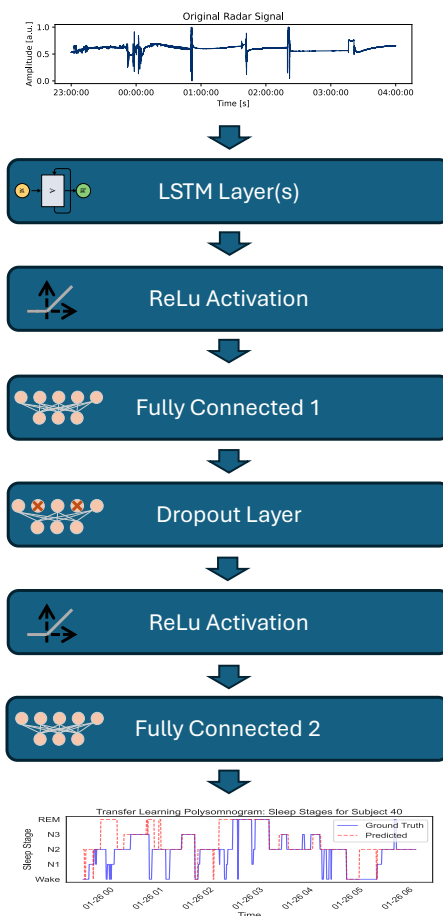 Original Radar Signal
Amplitude [a.u.]
1.0
0.5
0.0
23:00:00 00:00:00 01:00:00 02:00:00 03:00:00 04:00:00
Time [s]
LSTM Layer(s)
ReLu Activation
Fully Connected 1
Dropout Layer
ReLu Activation
Fully Connected 2
Transfer Learning Polysomnogram: Sleep Stages for Subject 40
Sleep Stage
REM
N3
N2
N1
Wake
Ground Truth
Predicted
01-26 00 01-26 01 01-26 02 01-26 03 01-26 04 01-26 05 01-26 06
Time